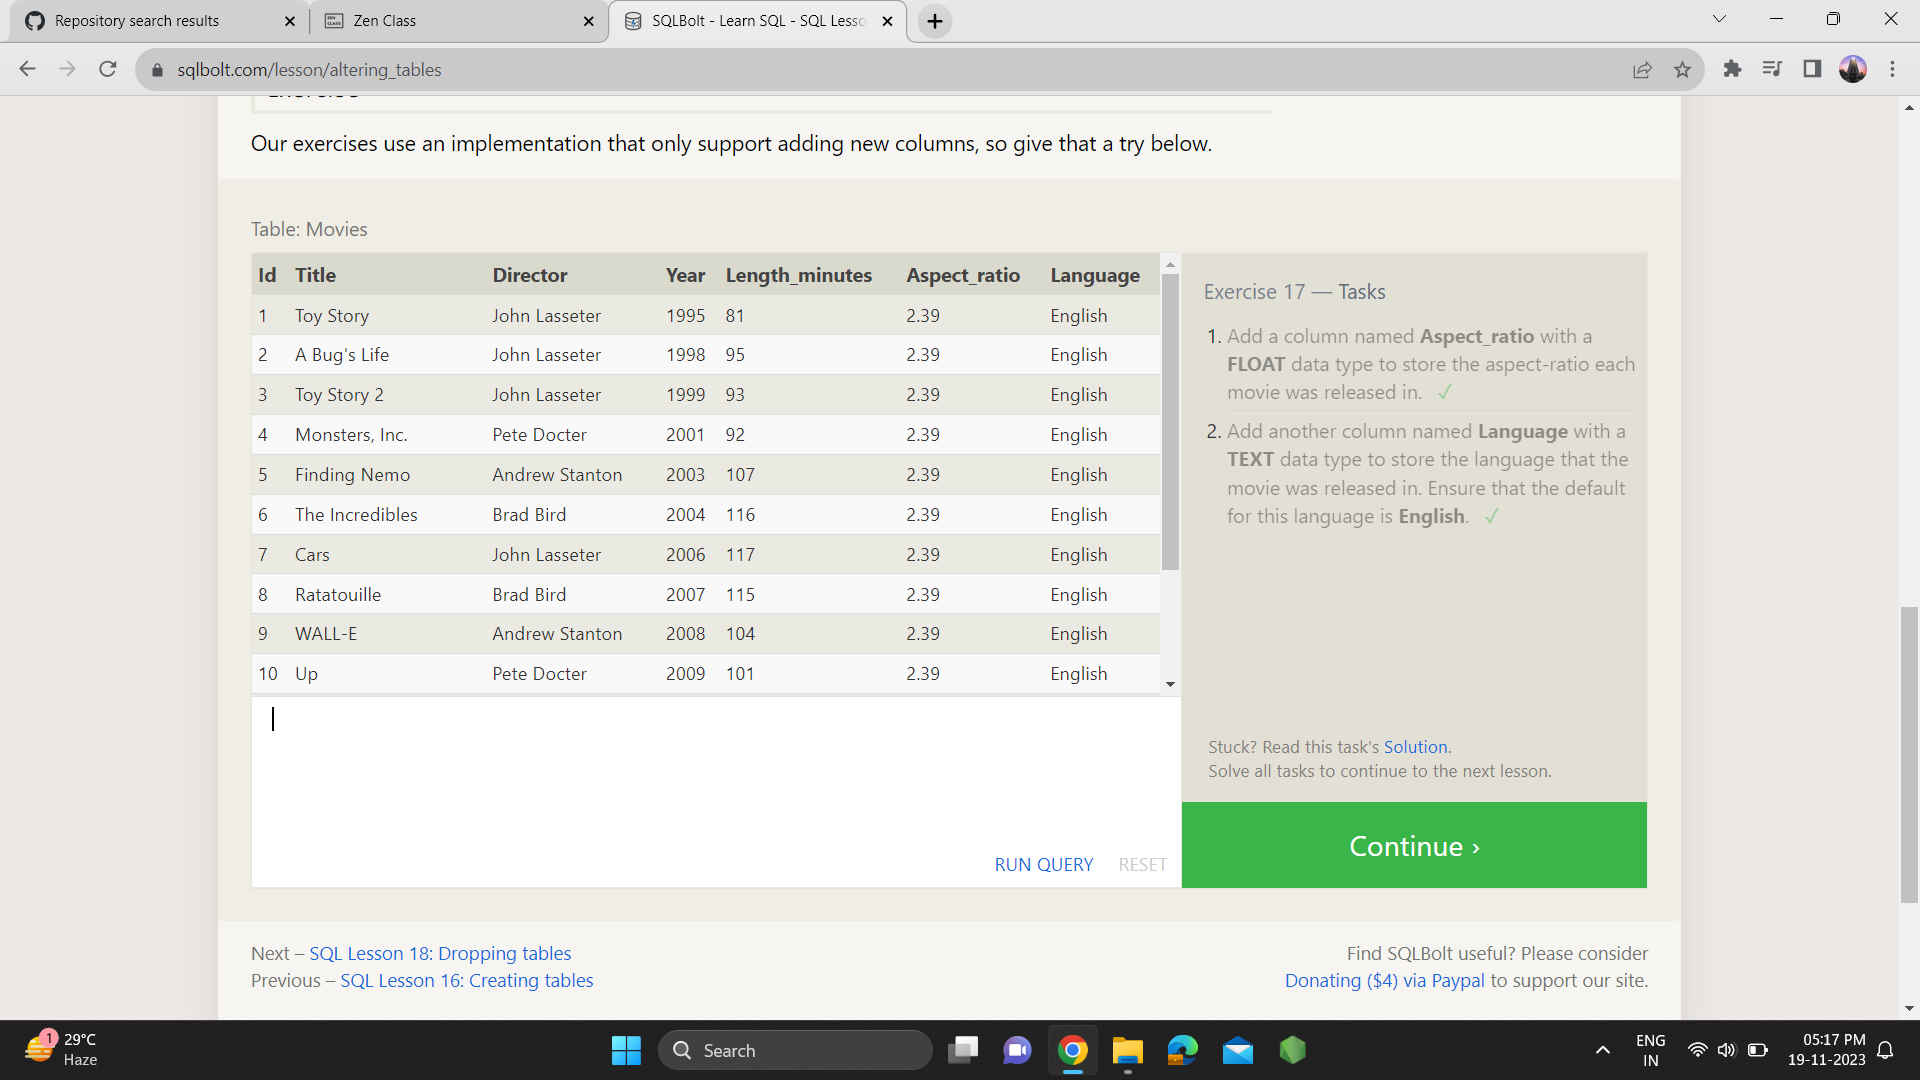 Repository search results
Zen Class
SQLBolt - Learn SQL - SQL Lesso
sqlbolt.com/lesson/altering_tables
Our exercises use an implementation that only support adding new columns, so give that a try below.
Table: Movies
Id Title Director Year Length_minutes Aspect_ratio Language
1 Toy Story John Lasseter 1995 81 2.39 English
2 A Bug's Life John Lasseter 1998 95 2.39 English
3 Toy Story 2 John Lasseter 1999 93 2.39 English
4 Monsters, Inc. Pete Docter 2001 92 2.39 English
5 Finding Nemo Andrew Stanton 2003 107 2.39 English
6 The Incredibles Brad Bird 2004 116 2.39 English
7 Cars John Lasseter 2006 117 2.39 English
8 Ratatouille Brad Bird 2007 115 2.39 English
9 WALL-E Andrew Stanton 2008 104 2.39 English
10 Up Pete Docter 2009 101 2.39 English
RUN QUERY RESET
Exercise 17 — Tasks
1. Add a column named Aspect_ratio with a
FLOAT data type to store the aspect-ratio each
movie was released in. ✓
2. Add another column named Language with a
TEXT data type to store the language that the
movie was released in. Ensure that the default
for this language is English. ✓
Stuck? Read this task's Solution.
Solve all tasks to continue to the next lesson.
Continue ›
Next – SQL Lesson 18: Dropping tables
Previous – SQL Lesson 16: Creating tables
Find SQLBolt useful? Please consider
Donating ($4) via Paypal to support our site.
1
29°C
Haze
Search
ENG
IN
05:17 PM
19-11-2023